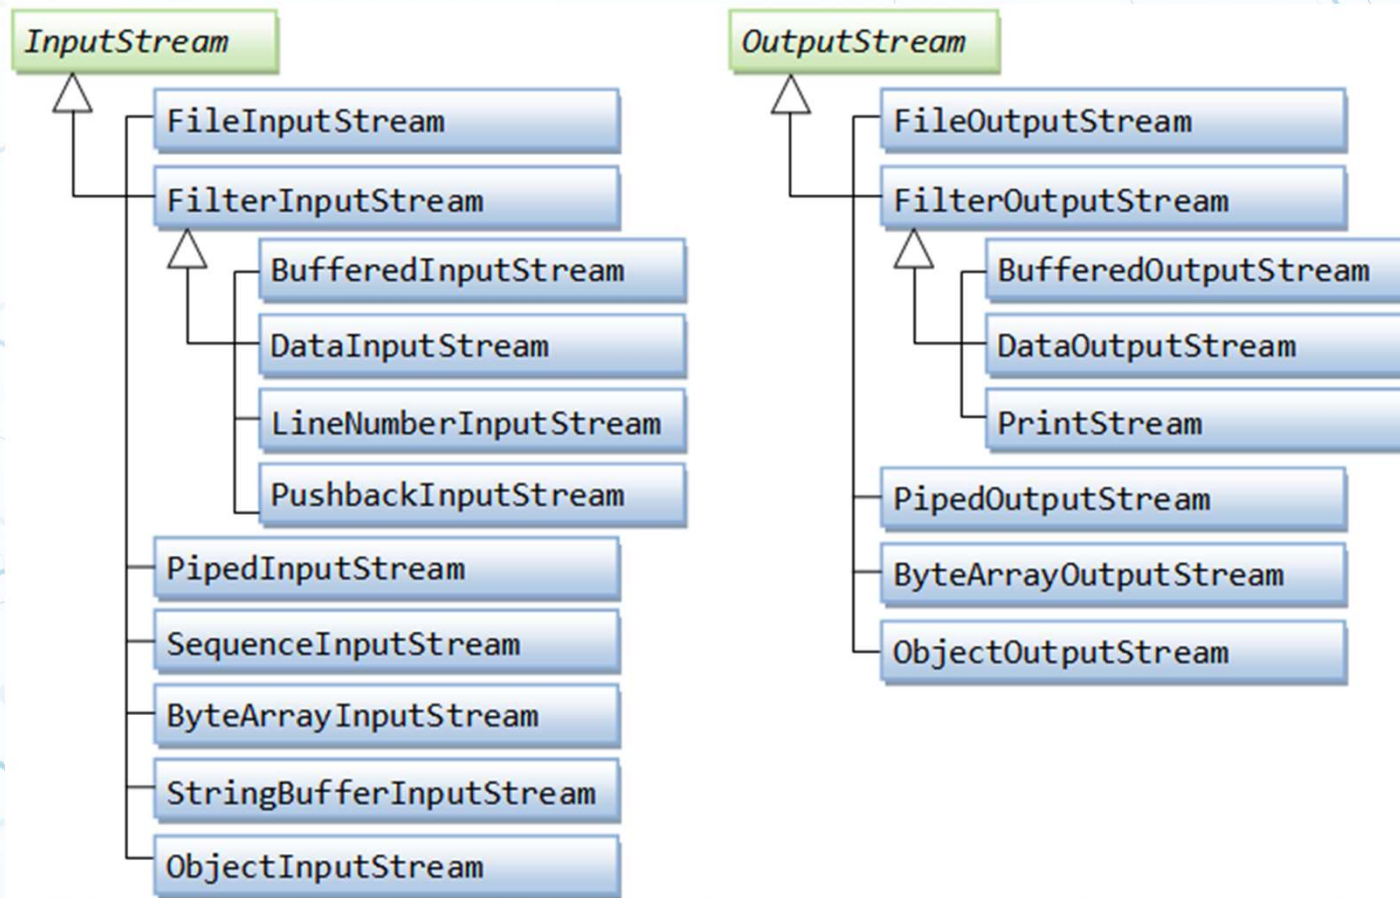 InputStream
FileInputStream
FilterInputStream
BufferedInputStream
DataInputStream
LineNumberInputStream
PushbackInputStream
PipedInputStream
SequenceInputStream
ByteArrayInputStream
StringBufferInputStream
ObjectInputStream
OutputStream
FileOutputStream
FilterOutputStream
BufferedOutputStream
DataOutputStream
PrintStream
PipedOutputStream
ByteArrayOutputStream
ObjectOutputStream